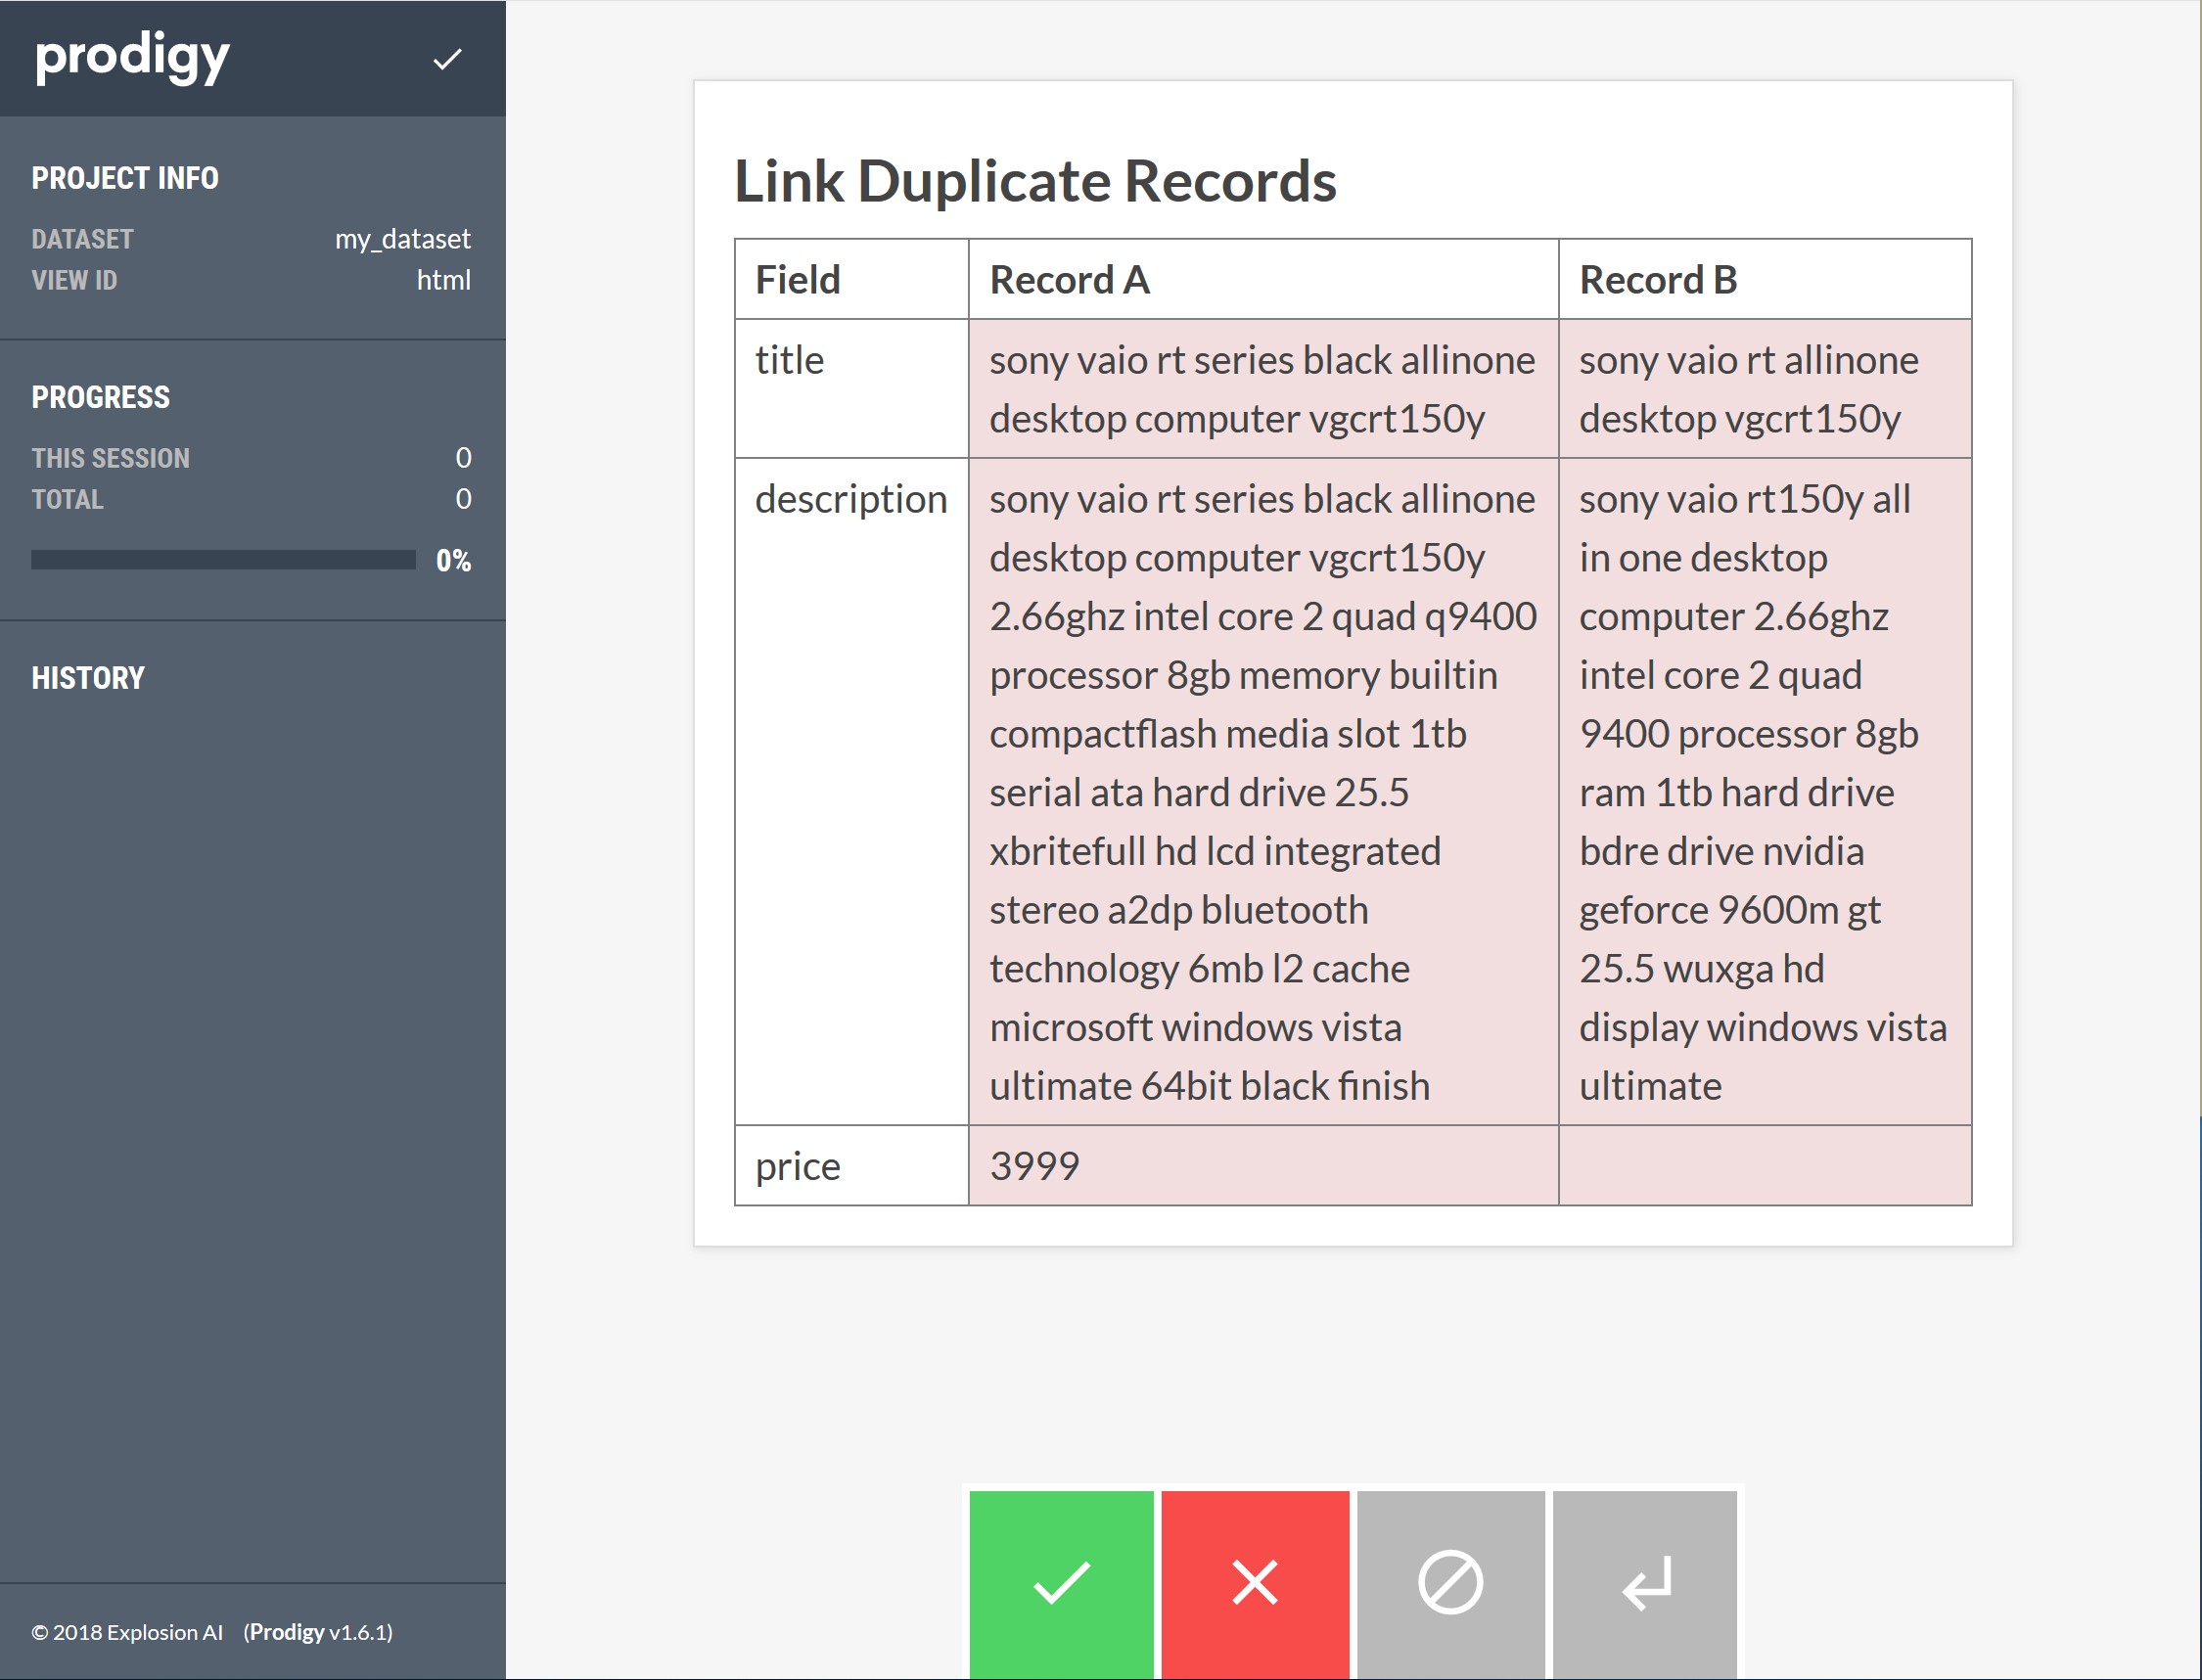 prodigy
PROJECT INFO
DATASET my_dataset
VIEW ID html
PROGRESS
THIS SESSION 0
TOTAL 0
0%
HISTORY
© 2018 Explosion AI (Prodigy v1.6.1)
Link Duplicate Records
Field Record A Record B
title
sony vaio rt series black allinone
desktop computer vgcrt150y
sony vaio rt allinone
desktop vgcrt150y
description
sony vaio rt series black allinone
desktop computer vgcrt150y
2.66ghz intel core 2 quad q9400
processor 8gb memory builtin
compactflash media slot 1tb
serial ata hard drive 25.5
xbritefull hd lcd integrated
stereo a2dp bluetooth
technology 6mb l2 cache
microsoft windows vista
ultimate 64bit black finish
sony vaio rt150y all
in one desktop
computer 2.66ghz
intel core 2 quad
9400 processor 8gb
ram 1tb hard drive
bdre drive nvidia
geforce 9600m gt
25.5 wuxga hd
display windows vista
ultimate
price 3999